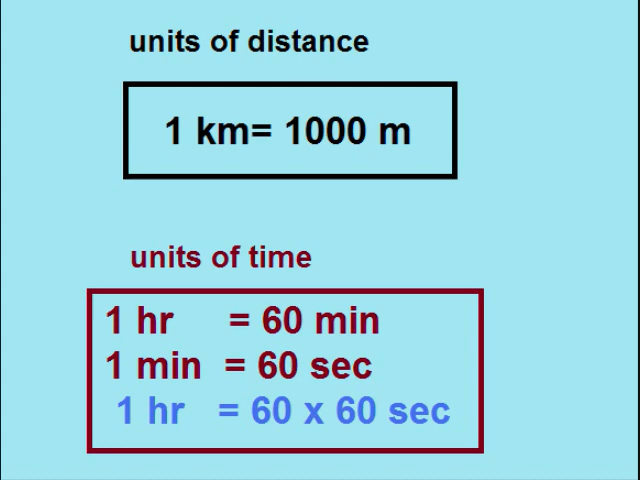 units of distance
1 km= 1000 m
units of time
1 hr = 60 min
1 min = 60 sec
1 hr = 60 x 60 sec